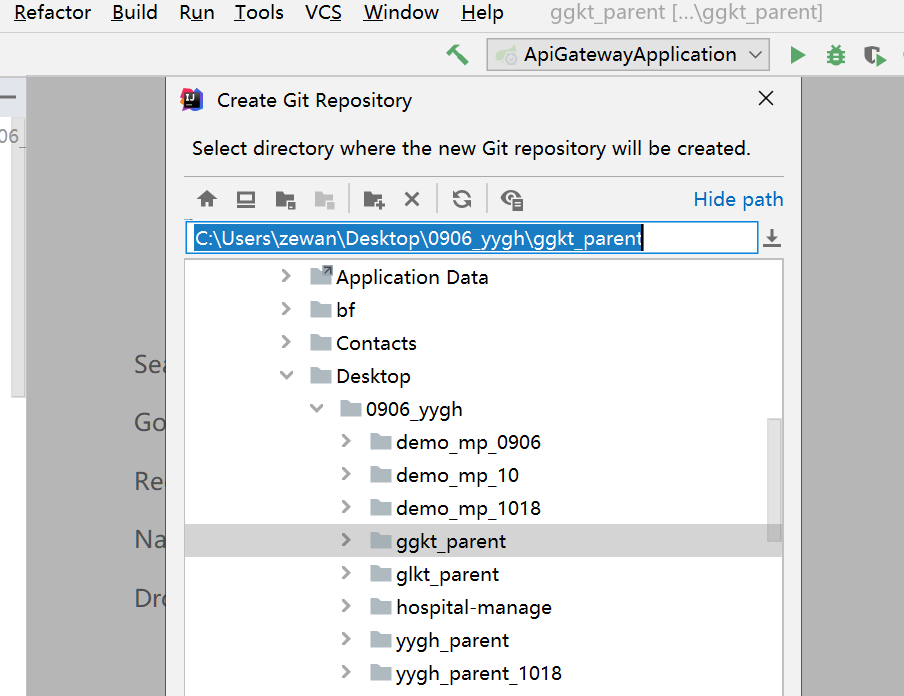 Refactor Build Run Tools VCS Window Help ggkt_parent [...\ggkt_parent]
ApiGatewayApplication
Create Git Repository
06_
Select directory where the new Git repository will be created.
Hide path
C:\Users\zewan\Desktop\0906_yygh\ggkt_parent
Application Data
bf
Contacts
Sea
Desktop
0906_yygh
Go
demo_mp_0906
demo_mp_10
Re
demo_mp_1018
ggkt_parent
Na
glkt_parent
Dro
hospital-manage
yygh_parent
yygh_parent_1018